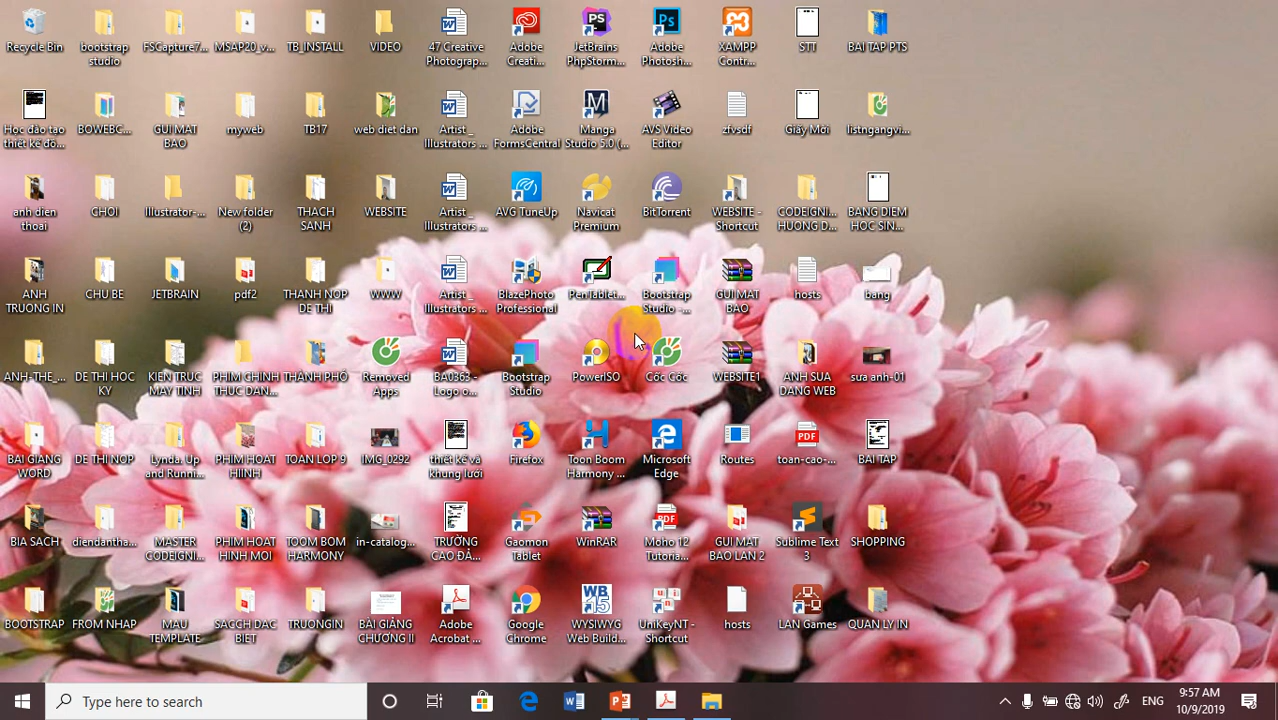 Recycle Bin
bootstrap
studio
FSCapture7...
MSAP20_v...
TB_INSTALL
VIDEO
47 Creative
Photograp...
Adobe
Creati...
JetBrains
PhpStorm...
Adobe
Photosh...
XAMPP
Contr...
STT
BAI TAP PTS
Học đào tạo
thiết kế đồ...
BOWEBC...
GUI MAT
BAO
myweb
TB17
web diet dan
Artist _
Illustrators ...
Adobe
FormsCentral
Manga
Studio 5.0 (...
AVS Video
Editor
zfvsdf
Giấy Mời
listngangvi...
anh dien
thoai
CHOI
Illustrator-...
New folder
(2)
THACH
SANH
WEBSITE
Artist _
Illustrators ...
AVG TuneUp
Navicat
Premium
BitTorrent
WEBSITE -
Shortcut
CODEIGNI...
HUONG D...
BANG DIEM
HOC SIN...
ANH
TRUONG IN
CHU BE
JETBRAIN
pdf2
THANH NOP
DE THI
WWW
Artist _
Illustrators ...
BlazePhoto
Professional
PenTablet...
Bootstrap
Studio - ...
GUI MAT
BAO
hosts
bang
ANH-THE_...
DE THI HOC
KY
KIEN TRUC
MAY TINH
PHIM CHINH
THUC DAN...
THANH PHO
Removed
Apps
BA0363 -
Logo o...
Bootstrap
Studio
PowerISO
Cốc Cốc
WEBSITE1
ANH SUA
DANG WEB
sưa anh-01
BAI GIANG
WORD
DE THI NOP
Lynda. Up
and Runni...
PHIM HOAT
HIINH
TOAN LOP 9
IMG_0292
thiết kế và
khung lưới
Firefox
Toon Boom
Harmony ...
Microsoft
Edge
Routes
toan-cao-...
BAI TAP
BIA SACH
diendantha...
MASTER
CODEIGNI...
PHIM HOAT
HINH MOI
TOOM BOM
HARMONY
in-catalog...
TRƯỜNG
CAO ĐẲ...
Gaomon
Tablet
WinRAR
Moho 12
Tutoria...
GUI MAT
BAO LAN 2
Sublime Text
3
SHOPPING
BOOTSTRAP
FROM NHAP
MAU
TEMPLATE
SACCH DAC
BIET
TRUONGIN
BÀI GIẢNG
CHƯƠNG II
Adobe
Acrobat ...
Google
Chrome
WYSIWYG
Web Build...
UniKeyNT -
Shortcut
hosts
LAN Games
QUAN LY IN
Type here to search
ENG
9:57 AM
10/9/2019